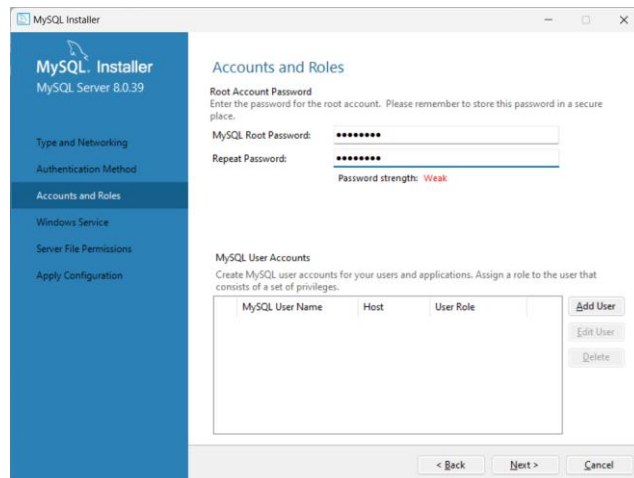 MySQL Installer
MySQL. Installer
MySQL Server 8.0.39
Type and Networking
Authentication Method
Accounts and Roles
Windows Service
Server File Permissions
Apply Configuration
Accounts and Roles
Root Account Password
Enter the password for the root account. Please remember to store this password in a secure
place.
MySQL Root Password: ●●●●●●●●
Repeat Password: ●●●●●●●●
Password strength: Weak
MySQL User Accounts
Create MySQL user accounts for your users and applications. Assign a role to the user that
consists of a set of privileges.
MySQL User Name Host User Role
Add User
Edit User
Delete
< Back Next > Cancel